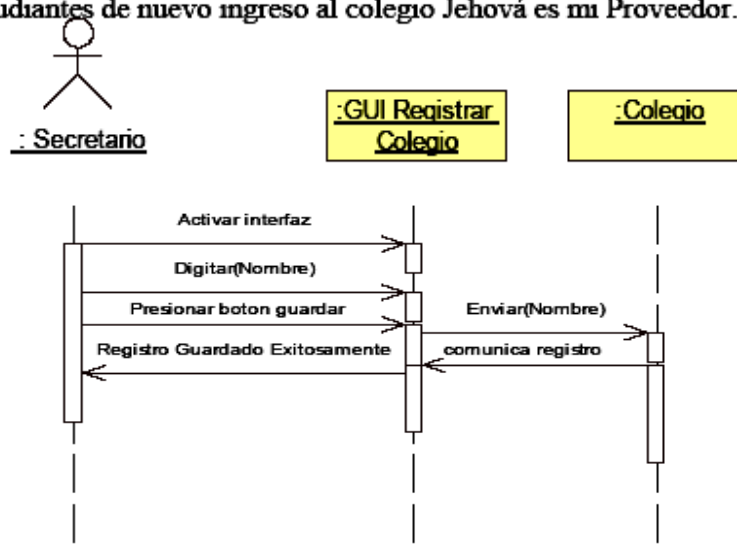 de nuevo ingreso al colegio Jehová es mi Proveedor.
: Secretario
:GUI Registrar
Colegio
:Colegio
Activar interfaz
Digitar(Nombre)
Presionar boton guardar
Enviar(Nombre)
Registro Guardado Exitosamente
comunica registro